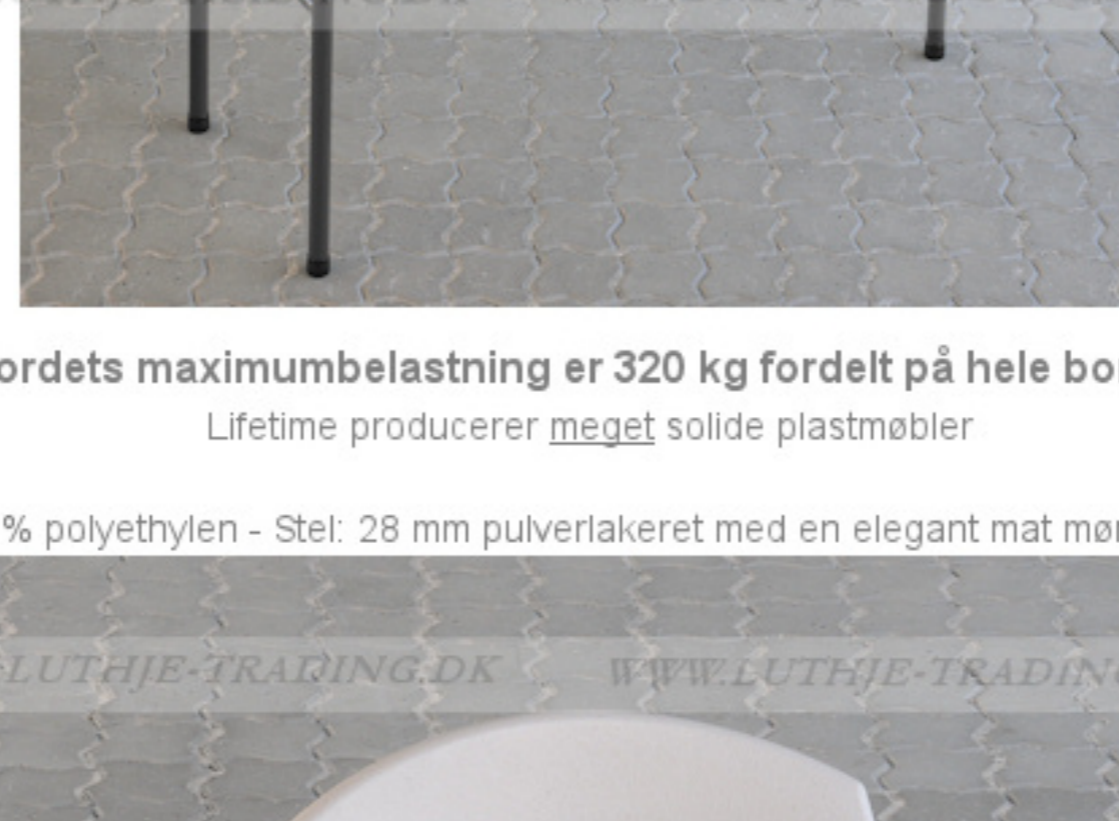 ordets maximumbelastning er 320 kg fordelt på hele bo
Lifetime producerer meget solide plastmøbler
% polyethylen - Stel: 28 mm pulverlakeret med en elegant mat mø
LUTHJE-TRADING.DK WWW.LUTHJE-TRADIN